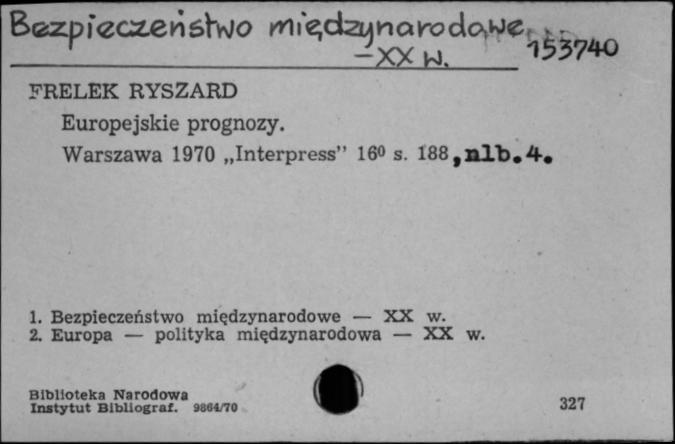 Bezpieczeństwo międzynarodowe
– XX w.
153740
FRELEK RYSZARD
Europejskie prognozy.
Warszawa 1970 „Interpress” 16⁰ s. 188, nlb. 4.
1. Bezpieczeństwo międzynarodowe — XX w.
2. Europa — polityka międzynarodowa — XX w.
Biblioteka Narodowa
Instytut Bibliograf. 9864/70
327